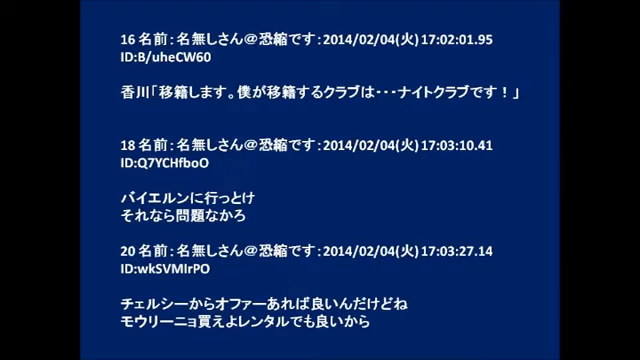 16 名前：名無しさん＠恐縮です：2014/02/04(火) 17:02:01.95
ID:B/uheCW60
香川「移籍します。僕が移籍するクラブは・・・ナイトクラブです！」
18 名前：名無しさん＠恐縮です：2014/02/04(火) 17:03:10.41
ID:Q7YCHfboO
バイエルンに行っとけ
それなら問題なかろ
20 名前：名無しさん＠恐縮です：2014/02/04(火) 17:03:27.14
ID:wkSVMIrPO
チェルシーからオファーあれば良いんだけどね
モウリーニョ買えよレンタルでも良いから